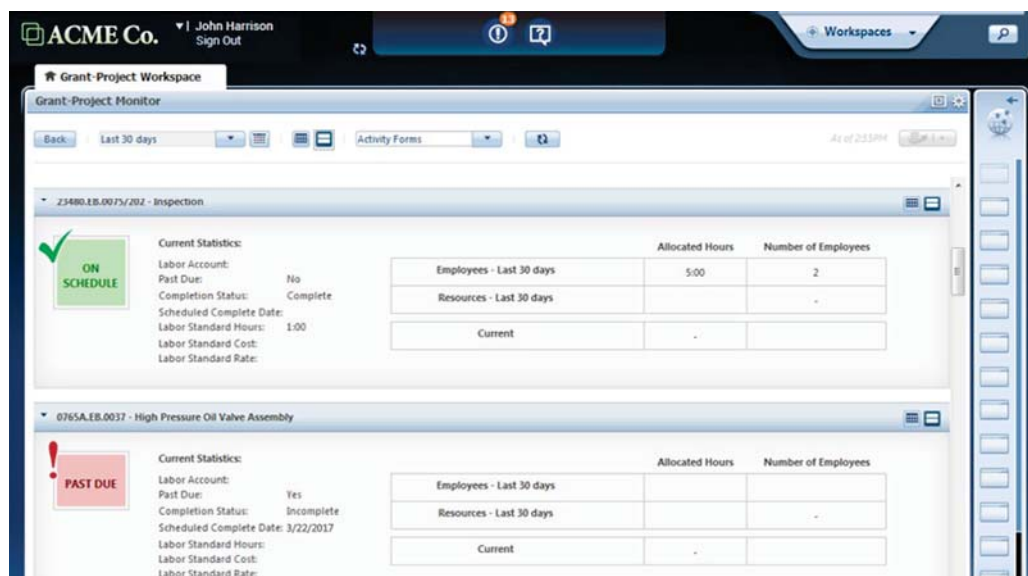 ACME Co.
John Harrison
Sign Out
Workspaces
Grant-Project Workspace
Grant-Project Monitor
Back
Last 30 days
Activity Forms
As of 2:55PM
23480.EB.0075/202 - Inspection
ON
SCHEDULE
Current Statistics:
Labor Account:
Past Due: No
Completion Status: Complete
Scheduled Complete Date:
Labor Standard Hours: 1:00
Labor Standard Cost:
Labor Standard Rate:
Allocated Hours Number of Employees
Employees - Last 30 days 5:00 2
Resources - Last 30 days -
Current -
0765A.EB.0037 - High Pressure Oil Valve Assembly
PAST DUE
Current Statistics:
Labor Account:
Past Due: Yes
Completion Status: Incomplete
Scheduled Complete Date: 3/22/2017
Labor Standard Hours:
Labor Standard Cost:
Labor Standard Rate:
Allocated Hours Number of Employees
Employees - Last 30 days
Resources - Last 30 days -
Current -